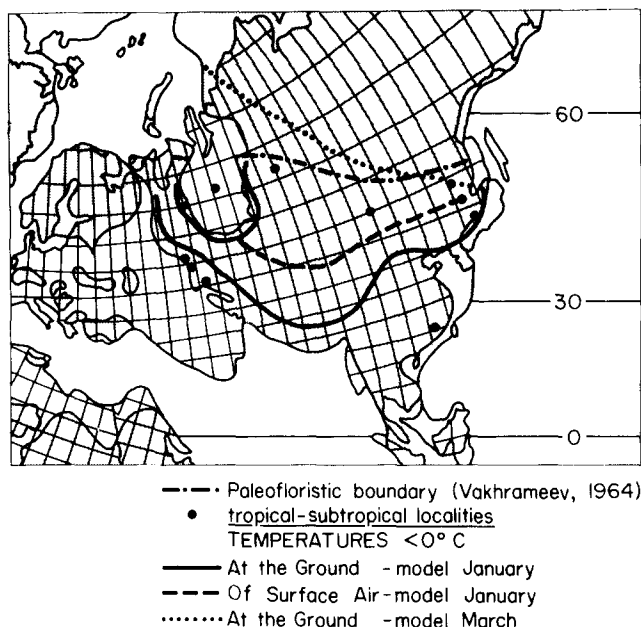 60
30
0
Paleofloristic boundary (Vakhrameev, 1964)
tropical-subtropical localities
TEMPERATURES <0° C
At the Ground -model January
Of Surface Air-model January
At the Ground -model March